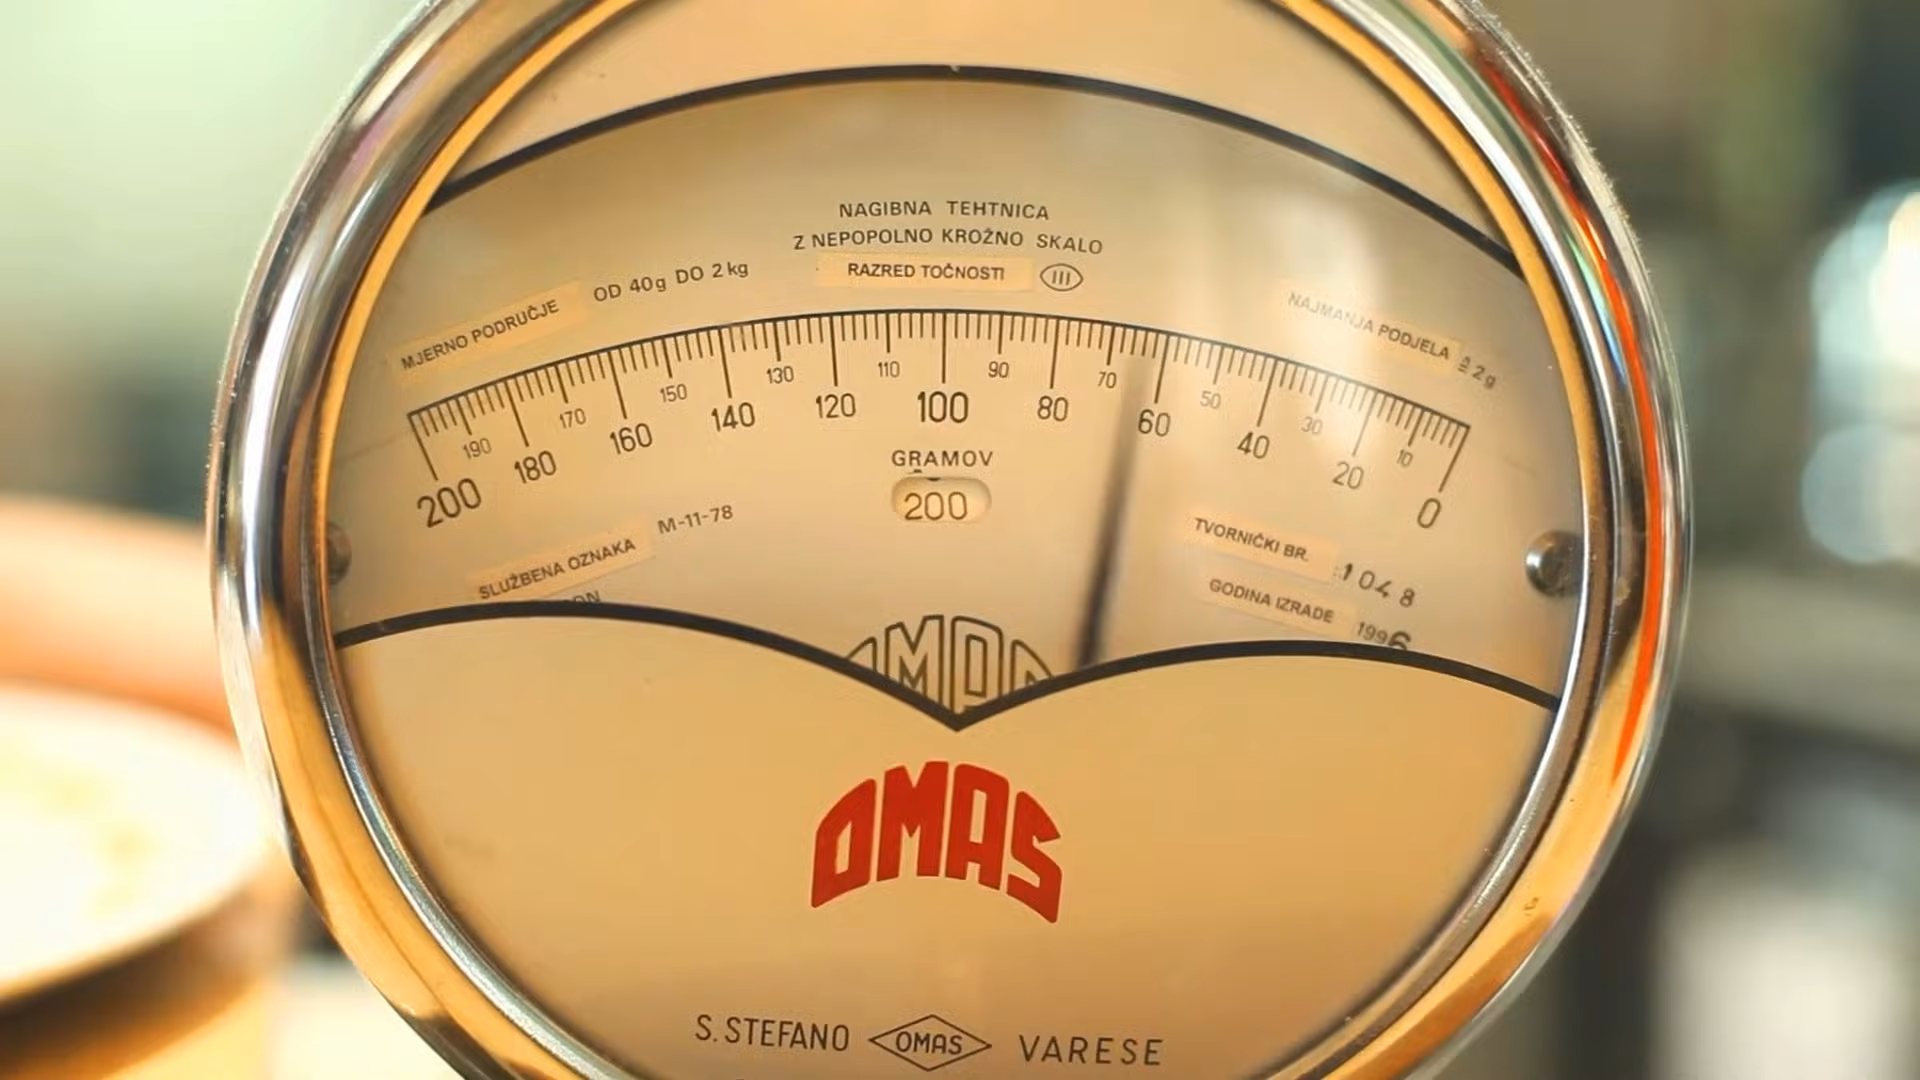 NAGIBNA TEHTNICA
Z NEPOPOLNO KROŽNO SKALO
RAZRED TOČNOSTI III
MJERNO PODRUČJE OD 40g DO 2kg
NAJMANJA PODJELA 2g
190 170 150 130 110 90 70 50 30 10
200 180 160 140 120 100 80 60 40 20 0
GRAMOV
200
SLUŽBENA OZNAKA M-11-78
TVORNIČKI BR. 1048
GODINA IZRADE 1996
OMAS
S. STEFANO OMAS VARESE